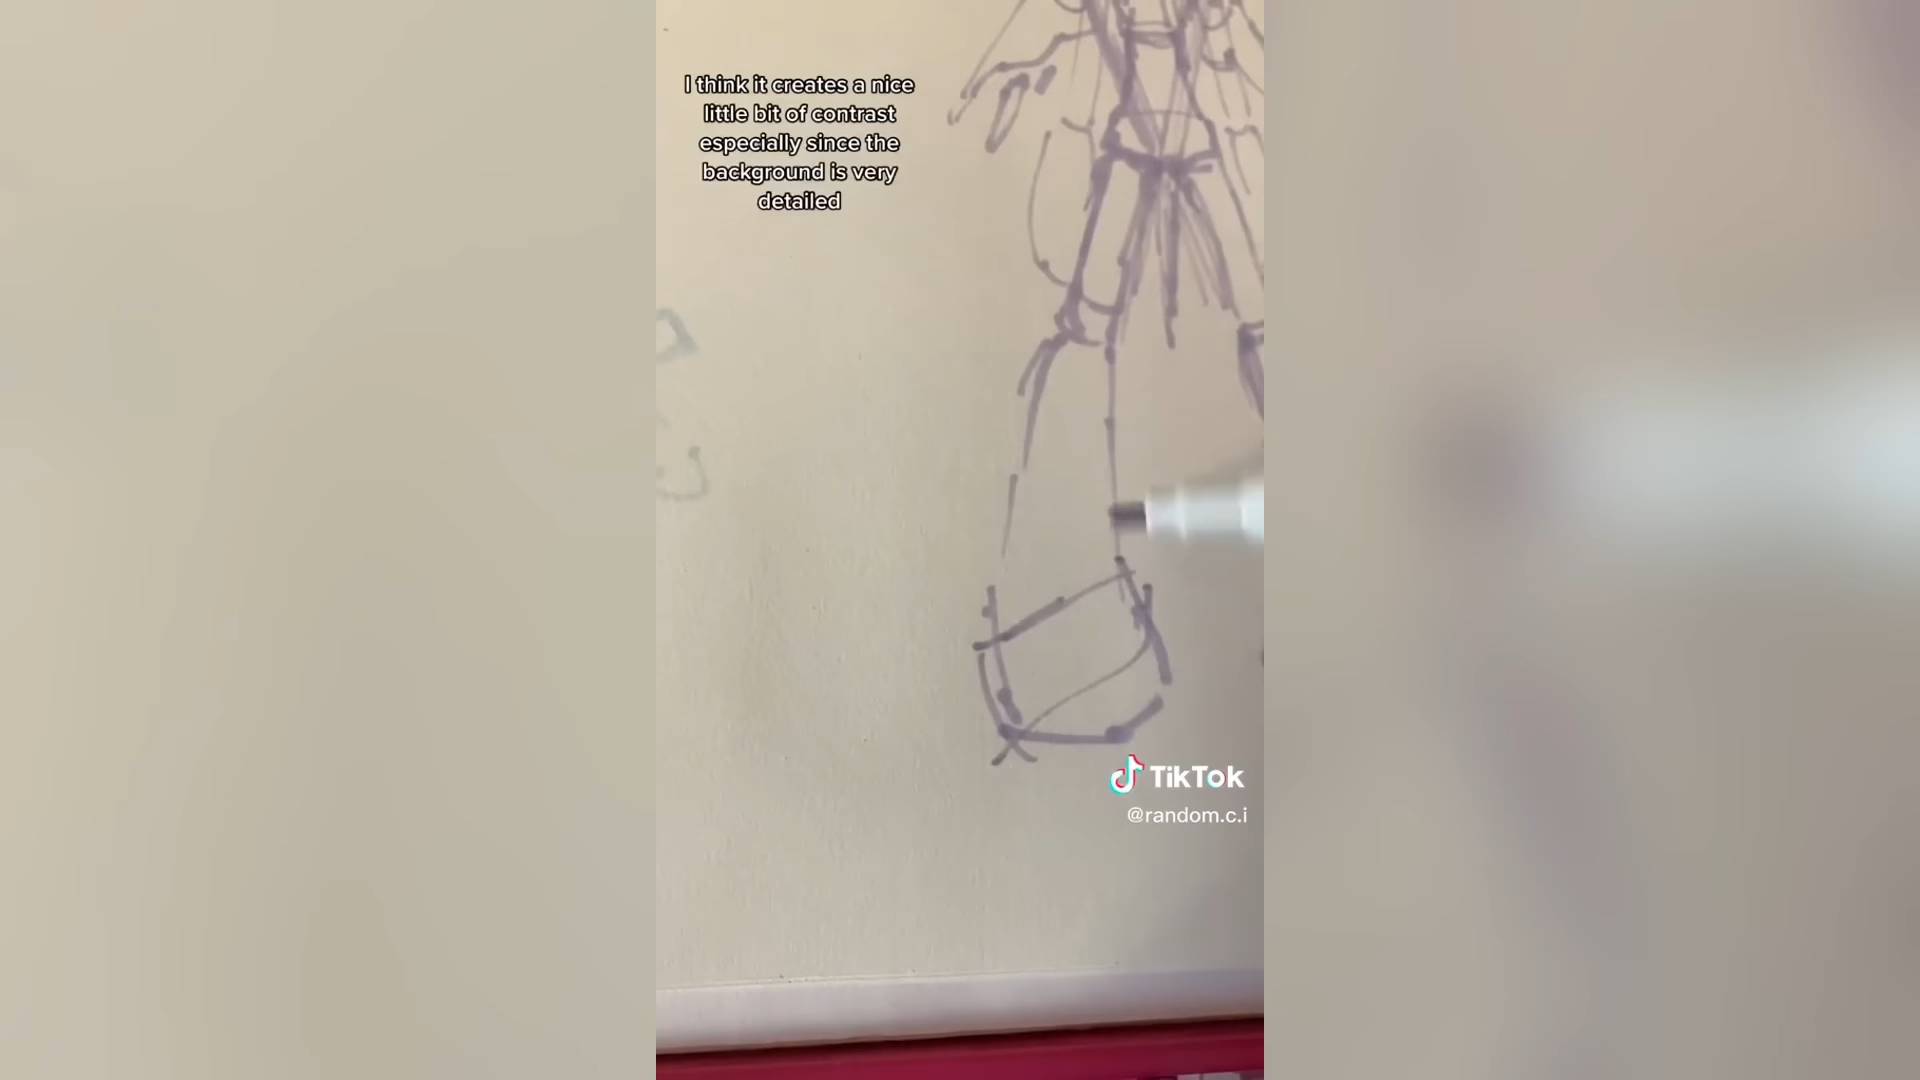 I think it creates a nice
little bit of contrast
especially since the
background is very
detailed
TikTok
@random.c.i